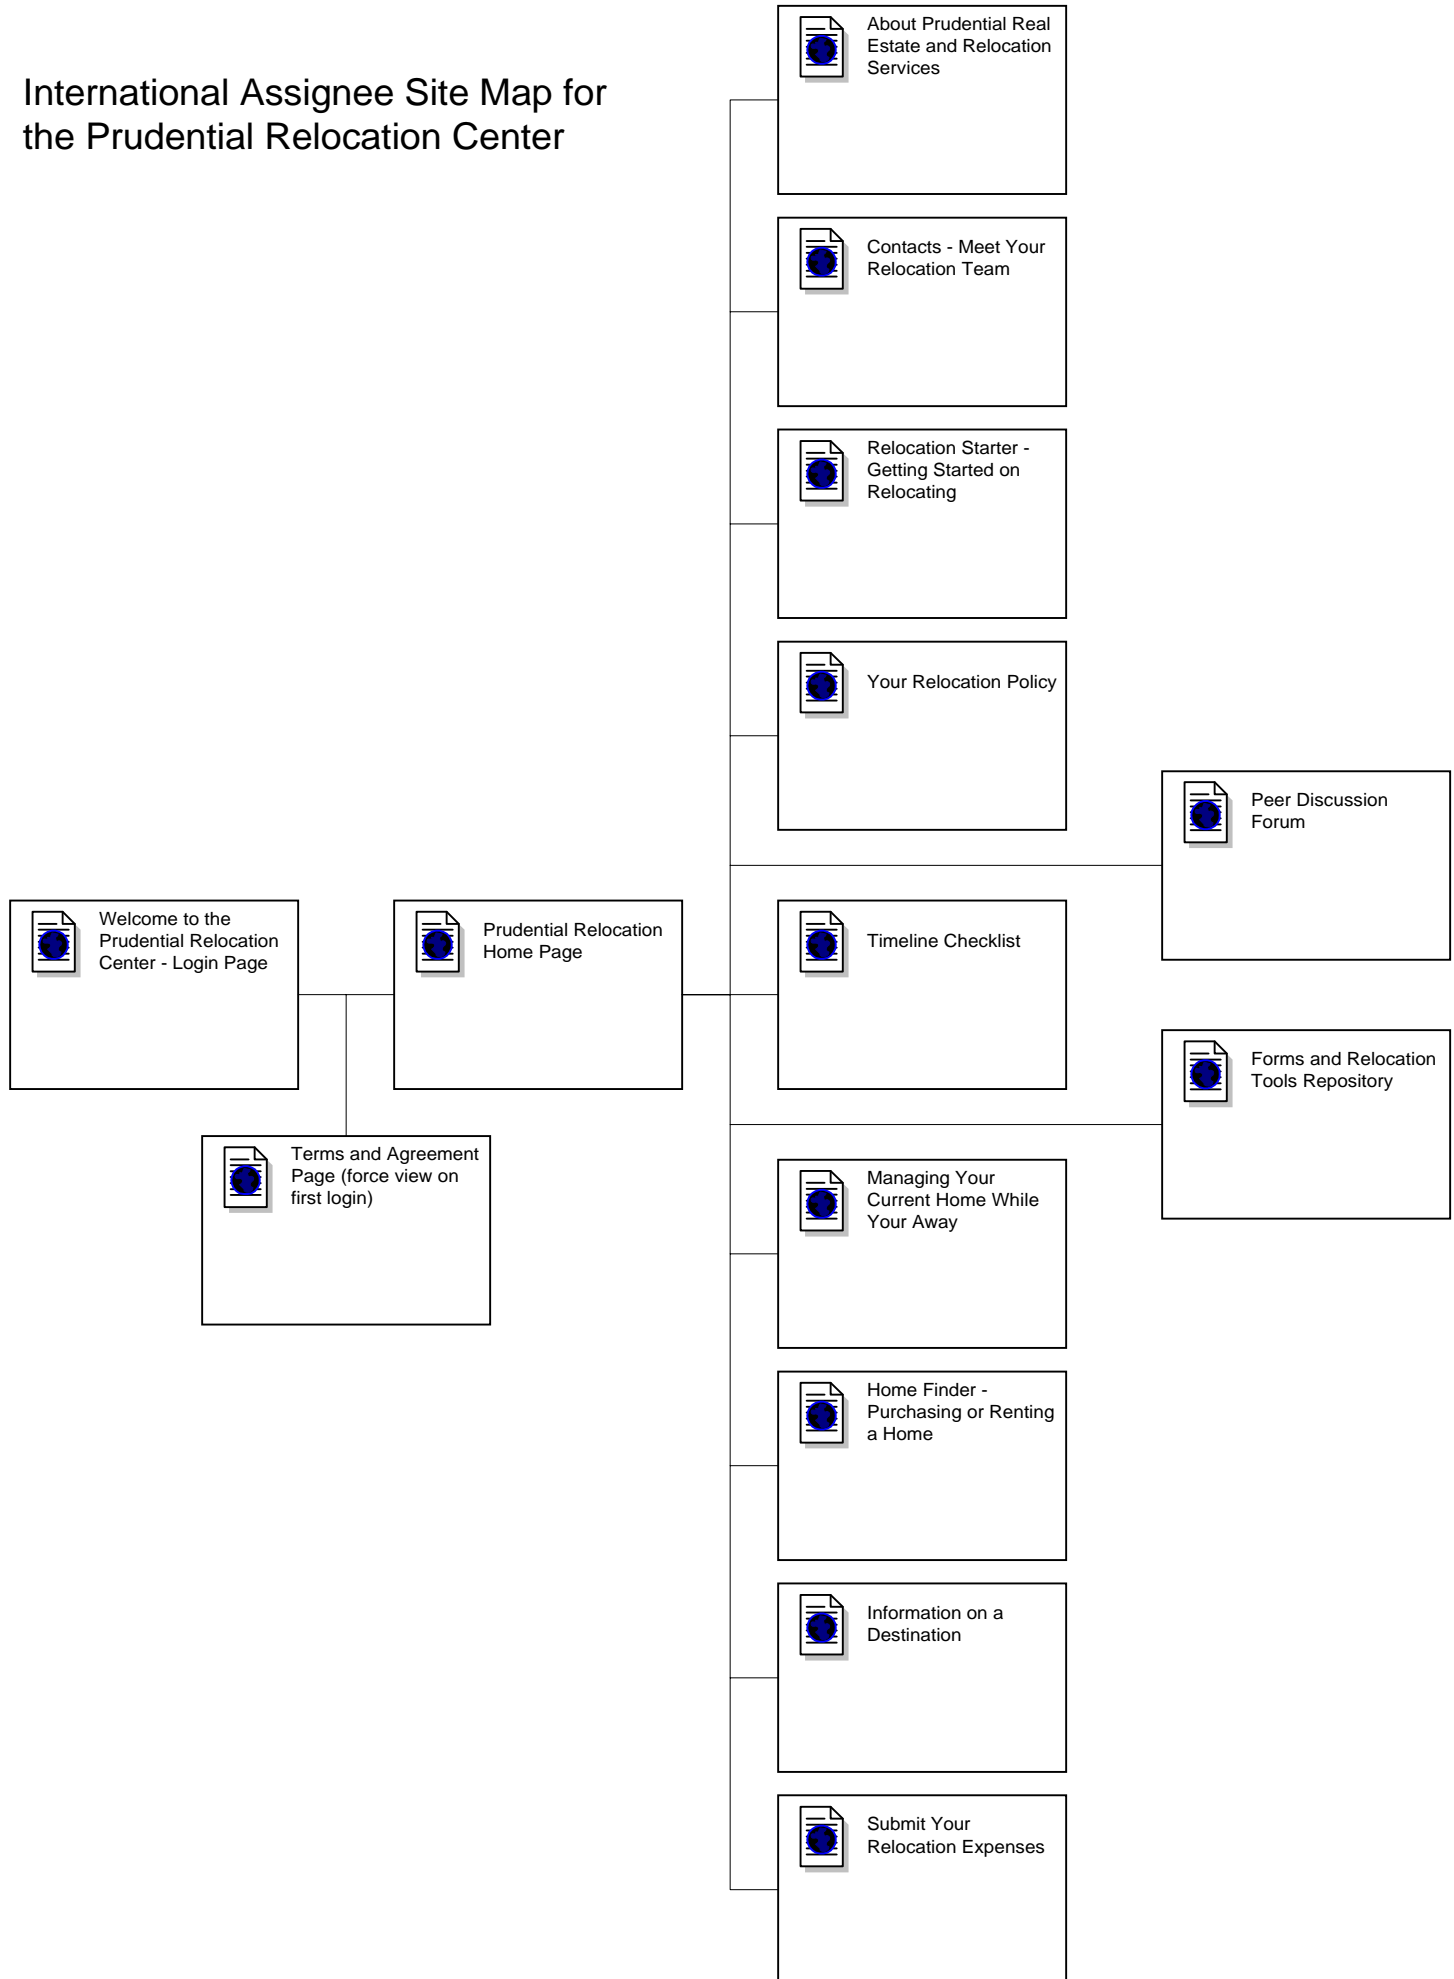 International Assignee Site Map for
the Prudential Relocation Center
About Prudential Real
Estate and Relocation
Services
Contacts - Meet Your
Relocation Team
Relocation Starter -
Getting Started on
Relocating
Your Relocation Policy
Peer Discussion
Forum
Welcome to the
Prudential Relocation
Center - Login Page
Prudential Relocation
Home Page
Timeline Checklist
Forms and Relocation
Tools Repository
Terms and Agreement
Page (force view on
first login)
Managing Your
Current Home While
Your Away
Home Finder -
Purchasing or Renting
a Home
Information on a
Destination
Submit Your
Relocation Expenses